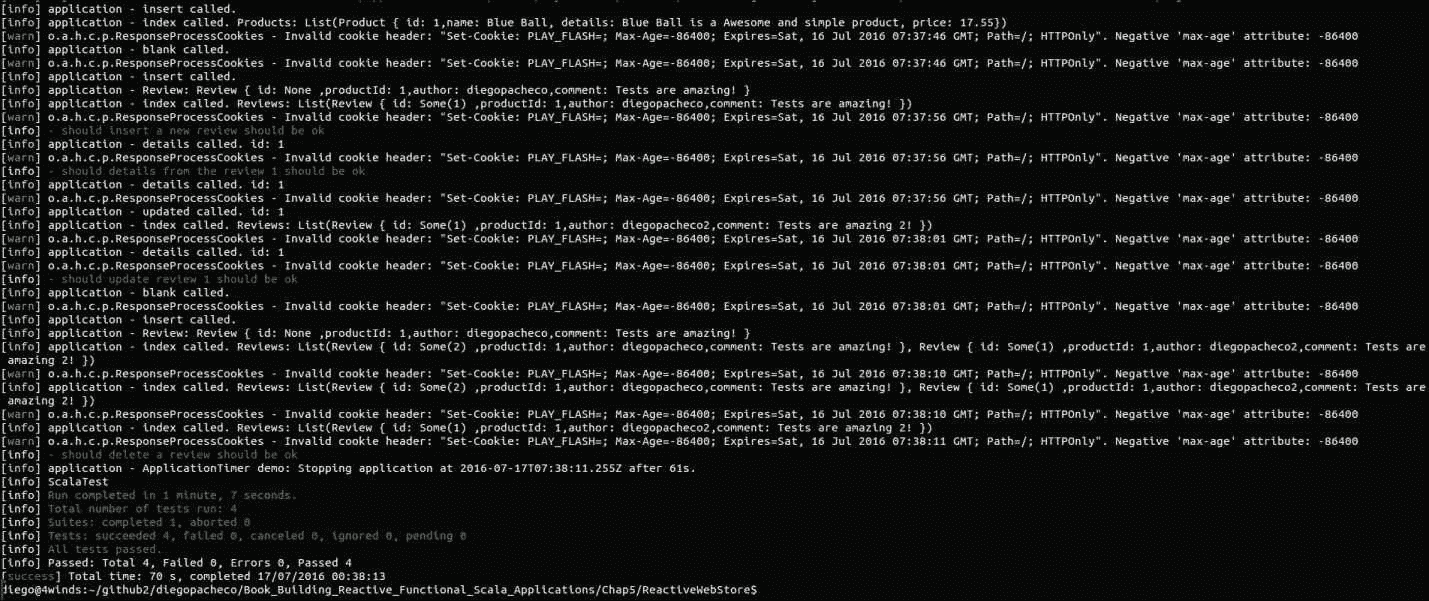 [info] application - insert called.
[info] application - index called. Products: List(Product { id: 1,name: Blue Ball, details: Blue Ball is a Awesome and simple product, price: 17.55})
[warn] o.a.h.c.p.ResponseProcessCookies - Invalid cookie header: "Set-Cookie: PLAY_FLASH=; Max-Age=-86400; Expires=Sat, 16 Jul 2016 07:37:46 GMT; Path=/; HTTPOnly". Negative 'max-age' attribute: -86400
[info] application - blank called.
[warn] o.a.h.c.p.ResponseProcessCookies - Invalid cookie header: "Set-Cookie: PLAY_FLASH=; Max-Age=-86400; Expires=Sat, 16 Jul 2016 07:37:46 GMT; Path=/; HTTPOnly". Negative 'max-age' attribute: -86400
[info] application - insert called.
[info] application - Review: Review { id: None ,productId: 1,author: diegopacheco,comment: Tests are amazing! }
[info] application - index called. Reviews: List(Review { id: Some(1) ,productId: 1,author: diegopacheco,comment: Tests are amazing! })
[warn] o.a.h.c.p.ResponseProcessCookies - Invalid cookie header: "Set-Cookie: PLAY_FLASH=; Max-Age=-86400; Expires=Sat, 16 Jul 2016 07:37:56 GMT; Path=/; HTTPOnly". Negative 'max-age' attribute: -86400
[info] - should insert a new review should be ok
[info] application - details called. id: 1
[warn] o.a.h.c.p.ResponseProcessCookies - Invalid cookie header: "Set-Cookie: PLAY_FLASH=; Max-Age=-86400; Expires=Sat, 16 Jul 2016 07:37:56 GMT; Path=/; HTTPOnly". Negative 'max-age' attribute: -86400
[info] - should details from the review 1 should be ok
[info] application - details called. id: 1
[warn] o.a.h.c.p.ResponseProcessCookies - Invalid cookie header: "Set-Cookie: PLAY_FLASH=; Max-Age=-86400; Expires=Sat, 16 Jul 2016 07:37:56 GMT; Path=/; HTTPOnly". Negative 'max-age' attribute: -86400
[info] application - updated called. id: 1
[info] application - index called. Reviews: List(Review { id: Some(1) ,productId: 1,author: diegopacheco2,comment: Tests are amazing 2! })
[warn] o.a.h.c.p.ResponseProcessCookies - Invalid cookie header: "Set-Cookie: PLAY_FLASH=; Max-Age=-86400; Expires=Sat, 16 Jul 2016 07:38:01 GMT; Path=/; HTTPOnly". Negative 'max-age' attribute: -86400
[info] application - details called. id: 1
[warn] o.a.h.c.p.ResponseProcessCookies - Invalid cookie header: "Set-Cookie: PLAY_FLASH=; Max-Age=-86400; Expires=Sat, 16 Jul 2016 07:38:01 GMT; Path=/; HTTPOnly". Negative 'max-age' attribute: -86400
[info] - should update review 1 should be ok
[info] application - blank called.
[warn] o.a.h.c.p.ResponseProcessCookies - Invalid cookie header: "Set-Cookie: PLAY_FLASH=; Max-Age=-86400; Expires=Sat, 16 Jul 2016 07:38:01 GMT; Path=/; HTTPOnly". Negative 'max-age' attribute: -86400
[info] application - insert called.
[info] application - Review: Review { id: None ,productId: 1,author: diegopacheco,comment: Tests are amazing! }
[info] application - index called. Reviews: List(Review { id: Some(2) ,productId: 1,author: diegopacheco,comment: Tests are amazing! }, Review { id: Some(1) ,productId: 1,author: diegopacheco2,comment: Tests are
amazing 2! })
[warn] o.a.h.c.p.ResponseProcessCookies - Invalid cookie header: "Set-Cookie: PLAY_FLASH=; Max-Age=-86400; Expires=Sat, 16 Jul 2016 07:38:10 GMT; Path=/; HTTPOnly". Negative 'max-age' attribute: -86400
[info] application - index called. Reviews: List(Review { id: Some(2) ,productId: 1,author: diegopacheco,comment: Tests are amazing! }, Review { id: Some(1) ,productId: 1,author: diegopacheco2,comment: Tests are
amazing 2! })
[warn] o.a.h.c.p.ResponseProcessCookies - Invalid cookie header: "Set-Cookie: PLAY_FLASH=; Max-Age=-86400; Expires=Sat, 16 Jul 2016 07:38:10 GMT; Path=/; HTTPOnly". Negative 'max-age' attribute: -86400
[info] application - index called. Reviews: List(Review { id: Some(1) ,productId: 1,author: diegopacheco2,comment: Tests are amazing 2! })
[warn] o.a.h.c.p.ResponseProcessCookies - Invalid cookie header: "Set-Cookie: PLAY_FLASH=; Max-Age=-86400; Expires=Sat, 16 Jul 2016 07:38:11 GMT; Path=/; HTTPOnly". Negative 'max-age' attribute: -86400
[info] - should delete a review should be ok
[info] application - ApplicationTimer demo: Stopping application at 2016-07-17T07:38:11.255Z after 61s.
[info] ScalaTest
[info] Run completed in 1 minute, 7 seconds.
[info] Total number of tests run: 4
[info] Suites: completed 1, aborted 0
[info] Tests: succeeded 4, failed 0, canceled 0, ignored 0, pending 0
[info] All tests passed.
[info] Passed: Total 4, Failed 0, Errors 0, Passed 4
[success] Total time: 70 s, completed 17/07/2016 00:38:13
diego@4winds:~/github2/diegopacheco/Book_Building_Reactive_Functional_Scala_Applications/Chap5/ReactiveWebStore$